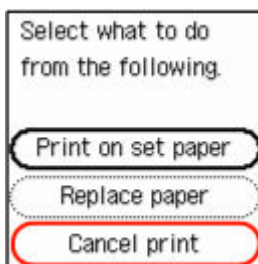 Select what to do
from the following.
Print on set paper
Replace paper
Cancel print